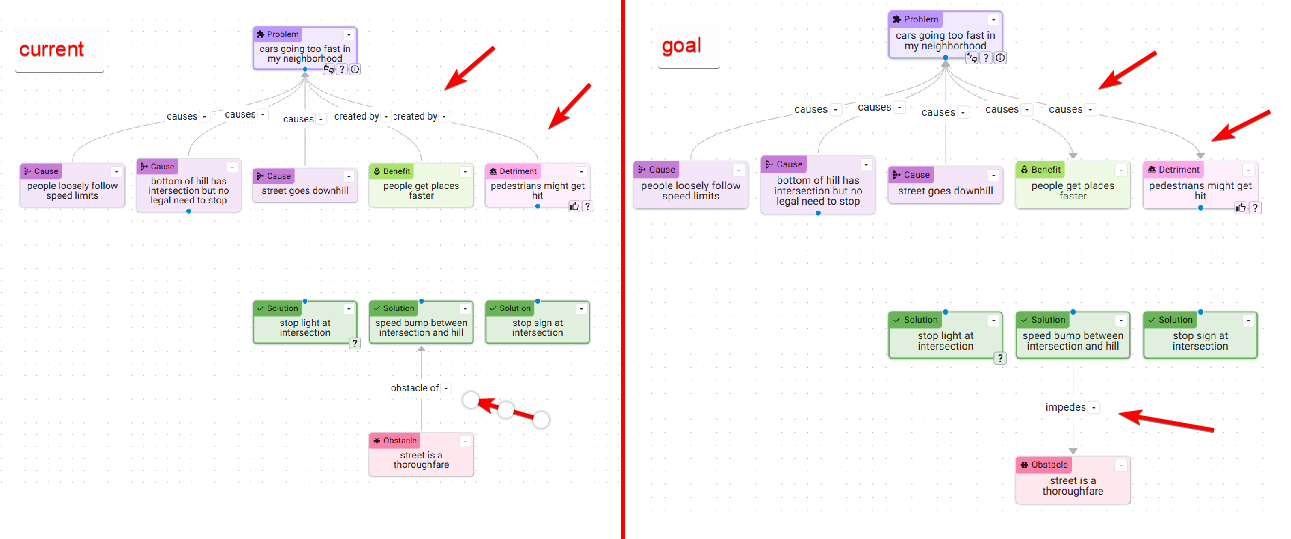 current
Problem
cars going too fast in
my neighborhood
?
causes -
causes -
causes -
created by -
created by -
Cause
people loosely follow
speed limits
Cause
bottom of hill has
intersection but no
legal need to stop
Cause
street goes downhill
Benefit
people get places
faster
Detriment
pedestrians might get
hit
?
Solution
stop light at
intersection
?
Solution
speed bump between
intersection and hill
Solution
stop sign at
intersection
obstacle of -
Obstacle
street is a
thoroughfare
goal
Problem
cars going too fast in
my neighborhood
?
causes -
causes -
causes -
causes -
causes -
Cause
people loosely follow
speed limits
Cause
bottom of hill has
intersection but no
legal need to stop
Cause
street goes downhill
Benefit
people get places
faster
Detriment
pedestrians might get
hit
?
Solution
stop light at
intersection
?
Solution
speed bump between
intersection and hill
Solution
stop sign at
intersection
impedes -
Obstacle
street is a
thoroughfare